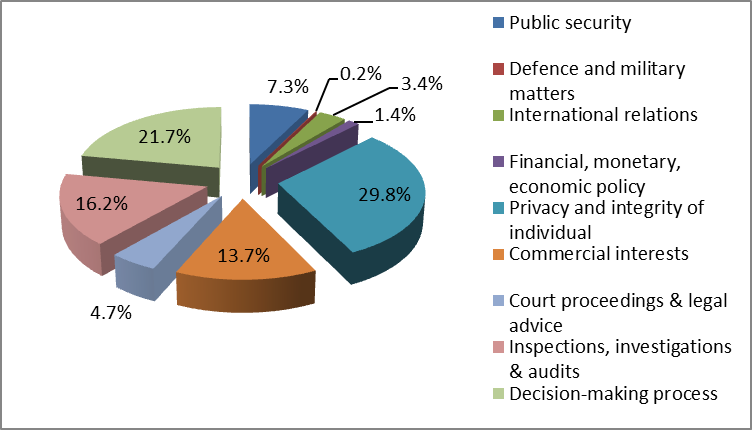 7.3%
0.2%
3.4%
1.4%
29.8%
13.7%
4.7%
16.2%
21.7%
Public security
Defence and military
matters
International relations
Financial, monetary,
economic policy
Privacy and integrity of
individual
Commercial interests
Court proceedings & legal
advice
Inspections, investigations
& audits
Decision-making process